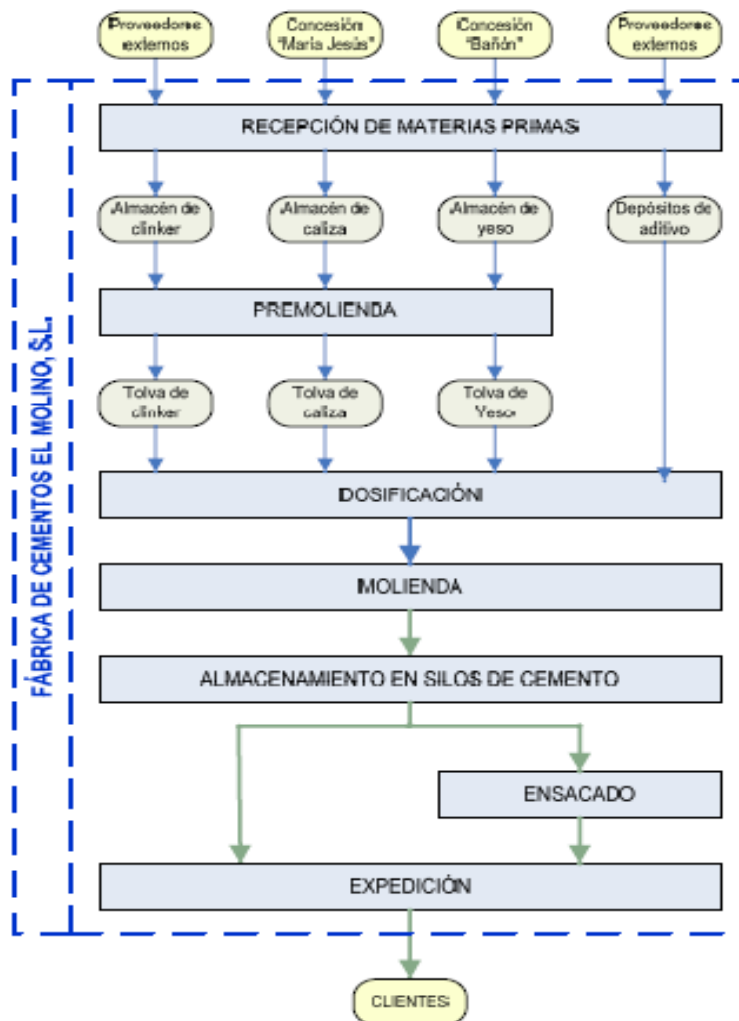 Proveedores
externos
Concesión
"María Jesús"
Concesión
"Bañón"
Proveedores
externos
RECEPCIÓN DE MATERIAS PRIMAS
Almacén de
clinker
Almacén de
caliza
Almacén de
yeso
Depósitos de
aditivo
PREMOLIENDA
Tolva de
clinker
Tolva de
caliza
Tolva de
Yeso
DOSIFICACIÓN
MOLIENDA
ALMACENAMIENTO EN SILOS DE CEMENTO
ENSACADO
EXPEDICIÓN
CLIENTES
FÁBRICA DE CEMENTOS EL MOLINO, S.L.